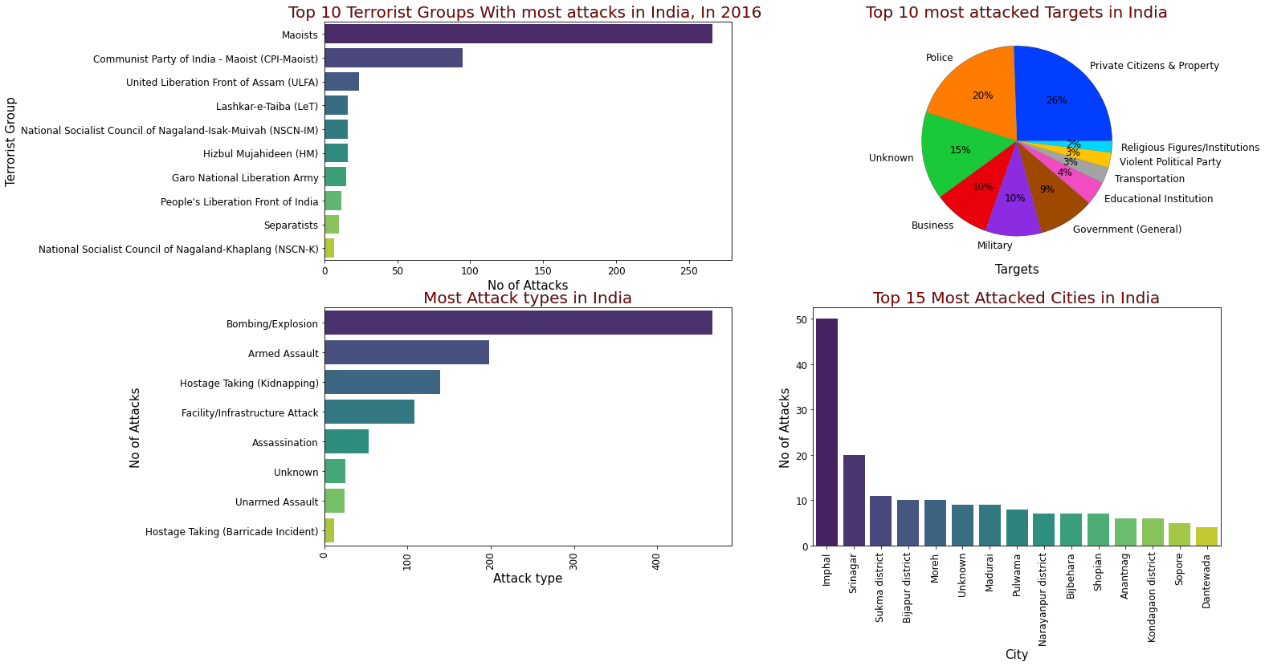 Top 10 Terrorist Groups With most attacks in India, In 2016
Terrorist Group
Maoists
Communist Party of India - Maoist (CPI-Maoist)
United Liberation Front of Assam (ULFA)
Lashkar-e-Taiba (LeT)
National Socialist Council of Nagaland-Isak-Muivah (NSCN-IM)
Hizbul Mujahideen (HM)
Garo National Liberation Army
People's Liberation Front of India
Separatists
National Socialist Council of Nagaland-Khaplang (NSCN-K)
0 50 100 150 200 250
No of Attacks
Top 10 most attacked Targets in India
Private Citizens & Property
26%
Police
20%
Unknown
15%
Business
10%
Military
10%
Government (General)
9%
Educational Institution
4%
Transportation
3%
Violent Political Party
3%
Religious Figures/Institutions
2%
Targets
Most Attack types in India
No of Attacks
Bombing/Explosion
Armed Assault
Hostage Taking (Kidnapping)
Facility/Infrastructure Attack
Assassination
Unknown
Unarmed Assault
Hostage Taking (Barricade Incident)
0 100 200 300 400
Attack type
Top 15 Most Attacked Cities in India
No of Attacks
50
40
30
20
10
0
Imphal
Srinagar
Sukma district
Bijapur district
Moreh
Unknown
Madurai
Pulwama
Narayanpur district
Bijbehara
Shopian
Anantnag
Kondagaon district
Sopore
Dantewada
City